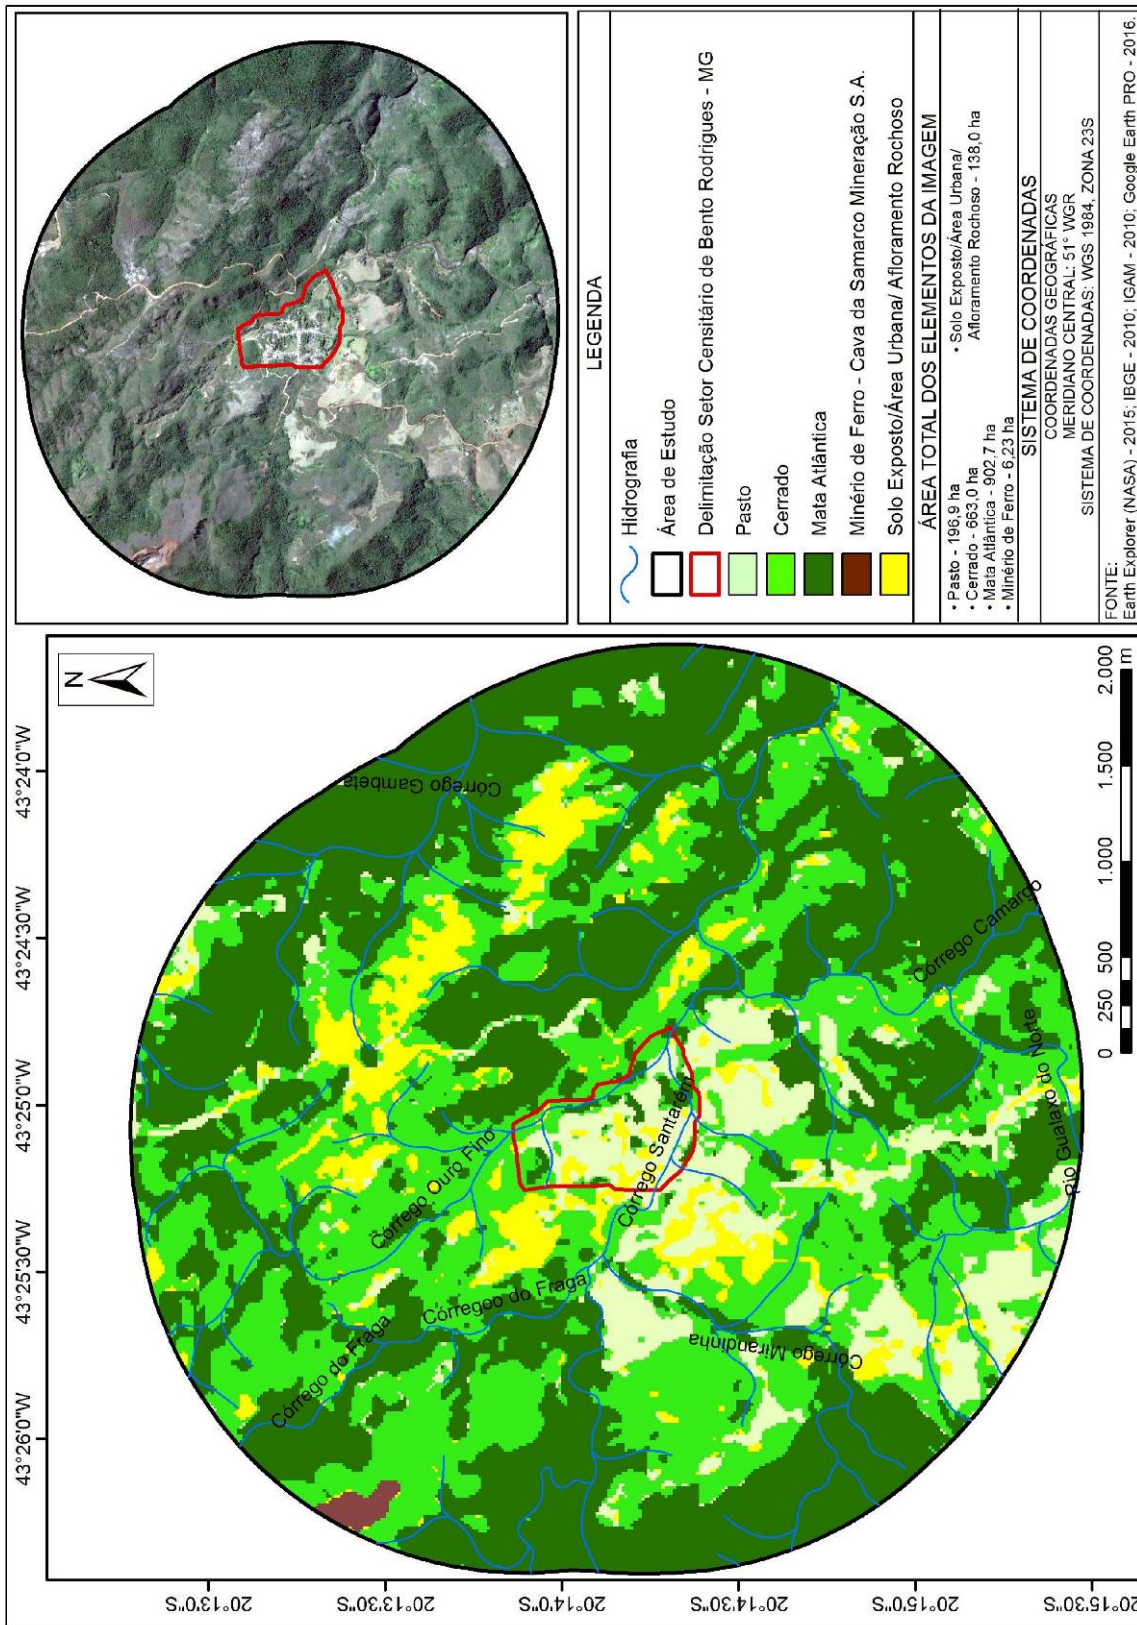 N
43°26'0"W
43°25'30"W
43°25'0"W
43°24'30"W
43°24'0"W
20°13'0"S
20°13'30"S
20°14'0"S
20°14'30"S
20°15'0"S
20°15'30"S
Córrego Gambeta
Córrego Ouro Fino
Córrego do Fraga
Córregoo do Fraga
Córrego Santarém
Córrego Mirandinha
Córrego Camargo
Rio Gualaxo do Norte
0 250 500 1.000 1.500 2.000
m
LEGENDA
Hidrografia
Área de Estudo
Delimitação Setor Censitário de Bento Rodrigues - MG
Pasto
Cerrado
Mata Atlântica
Minério de Ferro - Cava da Samarco Mineração S.A.
Solo Exposto/Área Urbana/ Afloramento Rochoso
ÁREA TOTAL DOS ELEMENTOS DA IMAGEM
• Pasto - 196,9 ha
• Cerrado - 663,0 ha
• Mata Atlântica - 902,7 ha
• Minério de Ferro - 6,23 ha
• Solo Exposto/Área Urbana/
Afloramento Rochoso - 138,0 ha
SISTEMA DE COORDENADAS
COORDENADAS GEOGRÁFICAS
MERIDIANO CENTRAL: 51° WGR
SISTEMA DE COORDENADAS: WGS 1984, ZONA 23S
FONTE:
Earth Explorer (NASA) - 2015; IBGE - 2010; IGAM - 2010; Google Earth PRO - 2016.